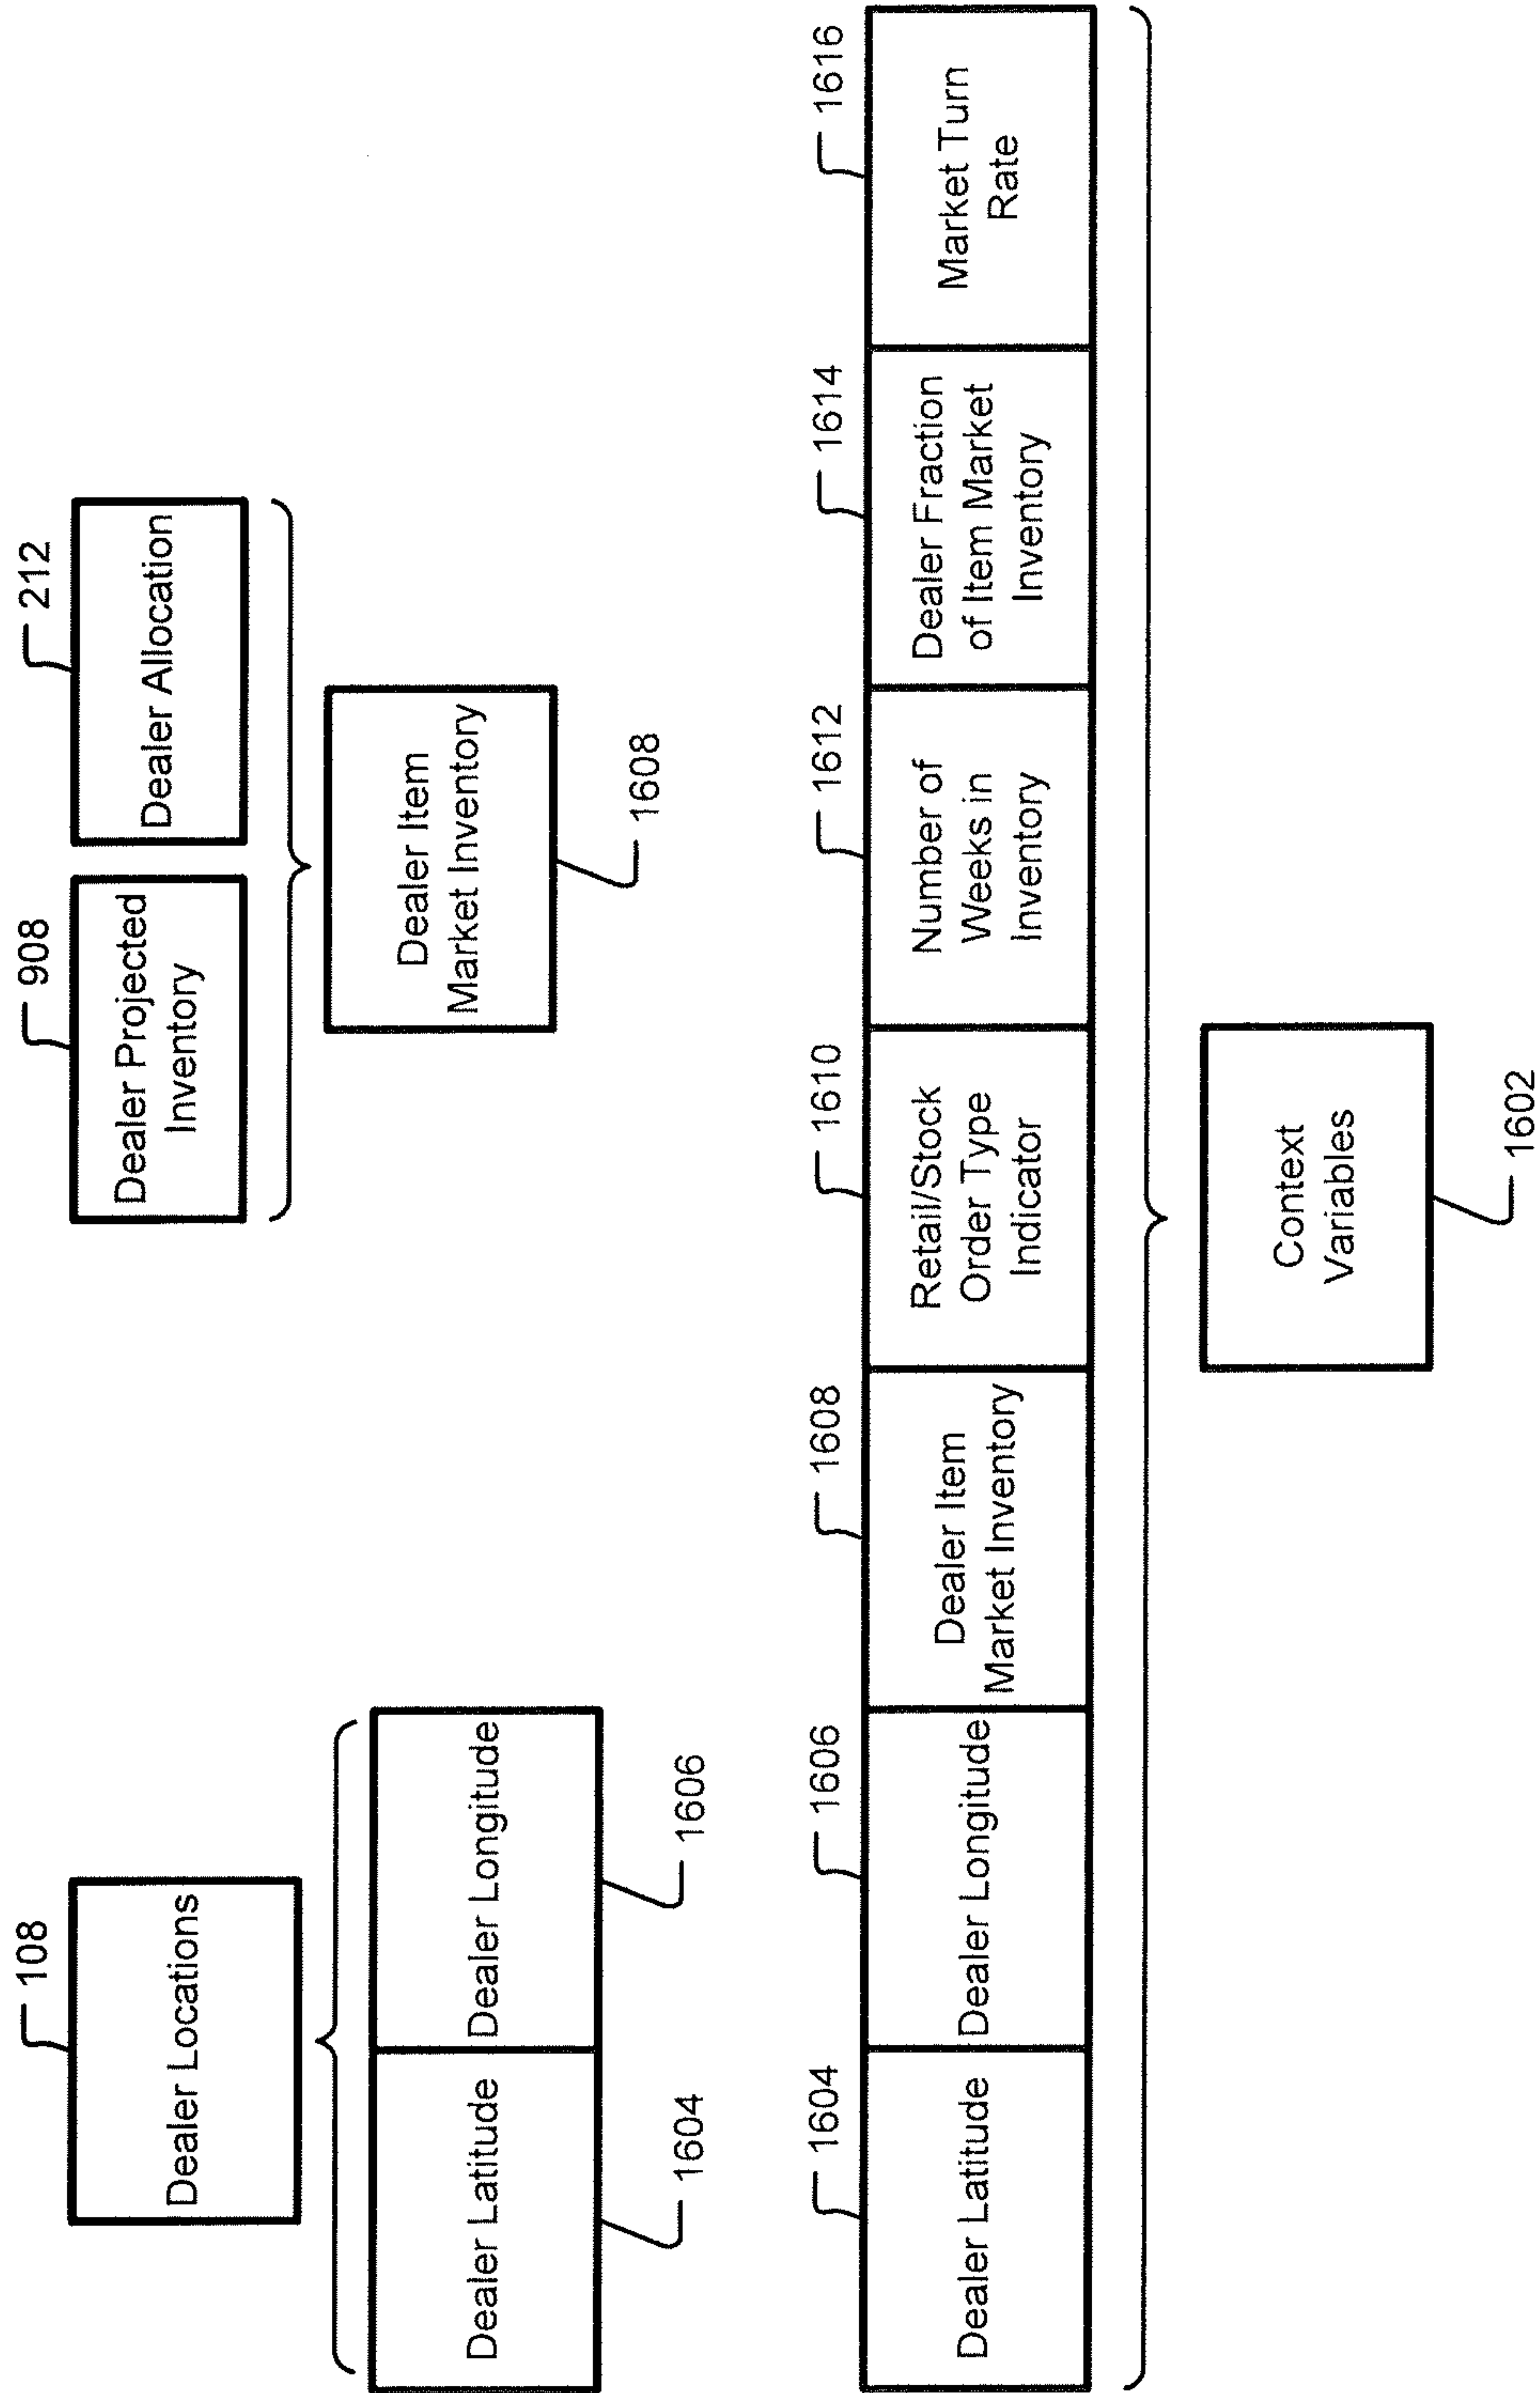 108
Dealer Locations
Dealer Latitude
Dealer Longitude
1604
1606
908
212
Dealer Projected
Inventory
Dealer Allocation
Dealer Item
Market Inventory
1608
1604
1606
1608
1610
1612
1614
1616
Dealer Latitude
Dealer Longitude
Dealer Item
Market Inventory
Retail/Stock
Order Type
Indicator
Number of
Weeks in
Inventory
Dealer Fraction
of Item Market
Inventory
Market Turn
Rate
Context
Variables
1602